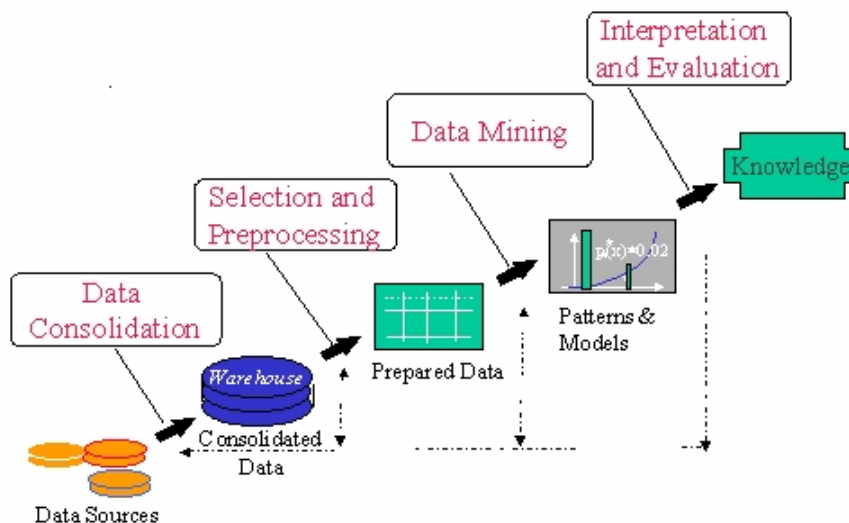 Interpretation
and Evaluation
Data Mining
Knowledge
Selection and
Preprocessing
p(x)=0.02
Data
Consolidation
Patterns &
Models
Warehouse
Prepared Data
Consolidated
Data
Data Sources